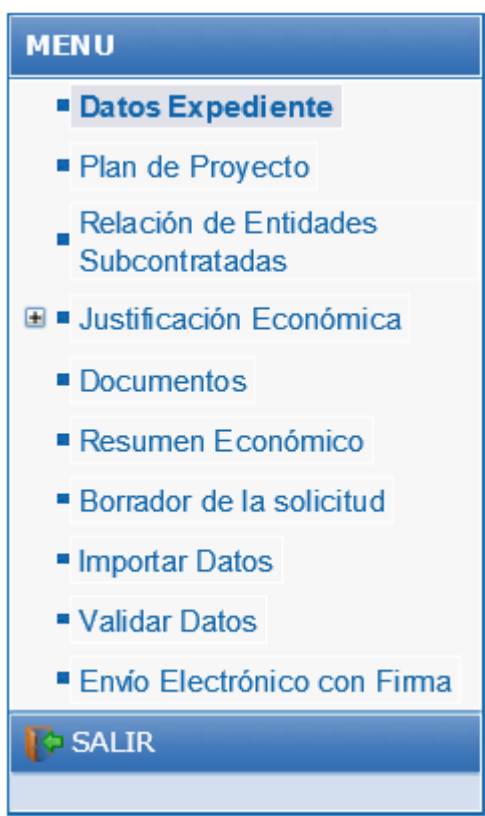 MENU
Datos Expediente
Plan de Proyecto
Relación de Entidades
Subcontratadas
Justificación Económica
Documentos
Resumen Económico
Borrador de la solicitud
Importar Datos
Validar Datos
Envío Electrónico con Firma
SALIR